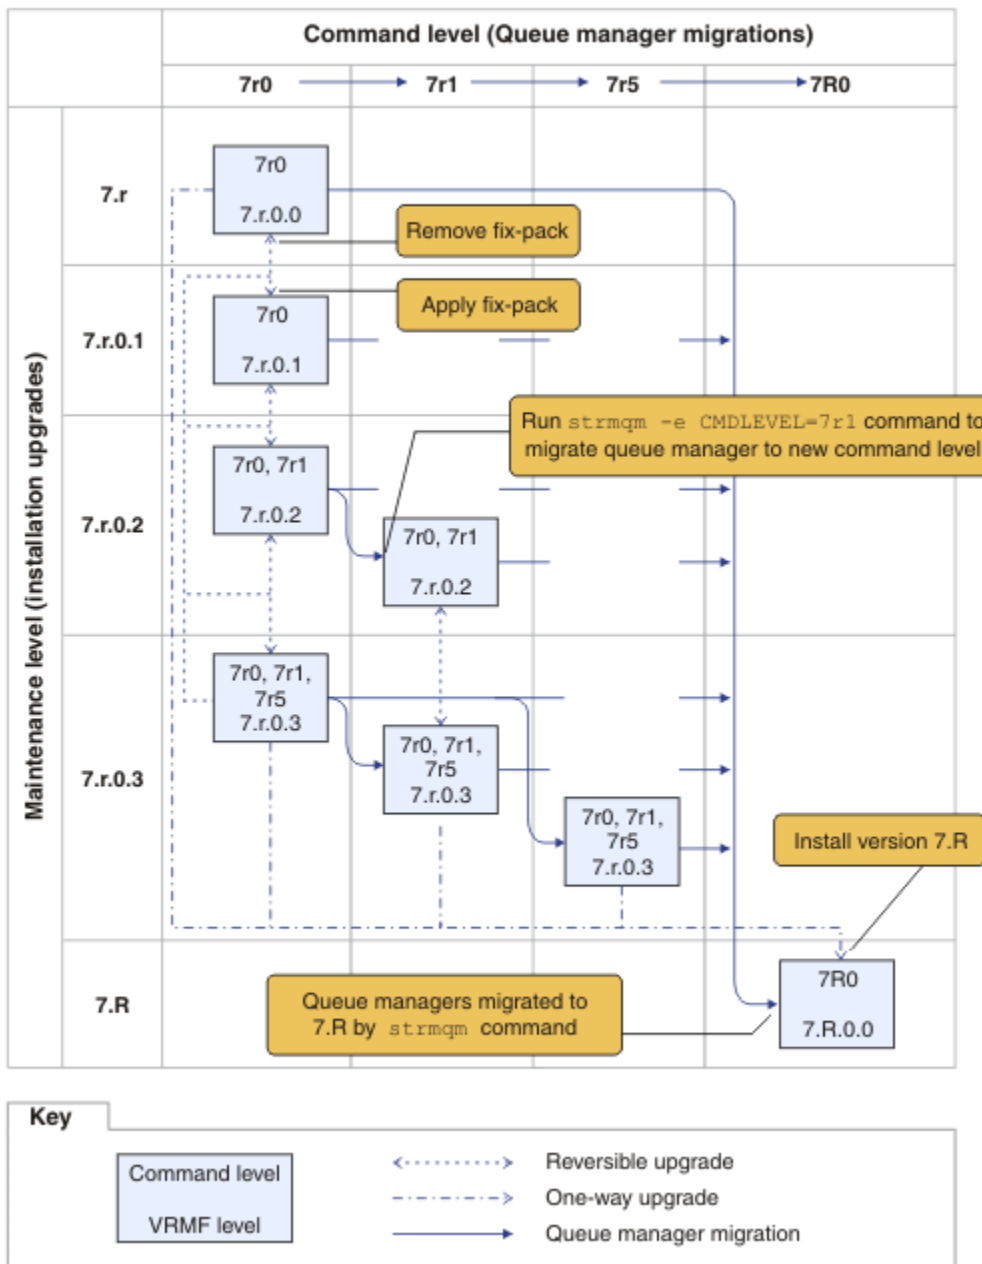 Command level (Queue manager migrations)
7r0
7r1
7r5
7R0
Maintenance level (installation upgrades)
7.r
7r0
7.r.0.0
Remove fix-pack
Apply fix-pack
7.r.0.1
7r0
7.r.0.1
Run strmqm -e CMDLEVEL=7r1 command to
migrate queue manager to new command level
7.r.0.2
7r0, 7r1
7.r.0.2
7r0, 7r1
7.r.0.2
7.r.0.3
7r0, 7r1,
7r5
7.r.0.3
7r0, 7r1,
7r5
7.r.0.3
7r0, 7r1,
7r5
7.r.0.3
Install version 7.R
7.R
Queue managers migrated to
7.R by strmqm command
7R0
7.R.0.0
Key
Command level
VRMF level
Reversible upgrade
One-way upgrade
Queue manager migration